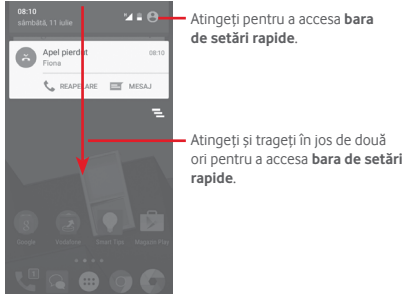 08:10
sâmbătă, 11 iulie
Atingeți pentru a accesa bara
de setări rapide.
Apel pierdut
08:10
Fiona
REAPELARE
MESAJ
Atingeți și trageți în jos de două
ori pentru a accesa bara de setări
rapide.
Google
Vodafone
Smart Tips
Magazin Play